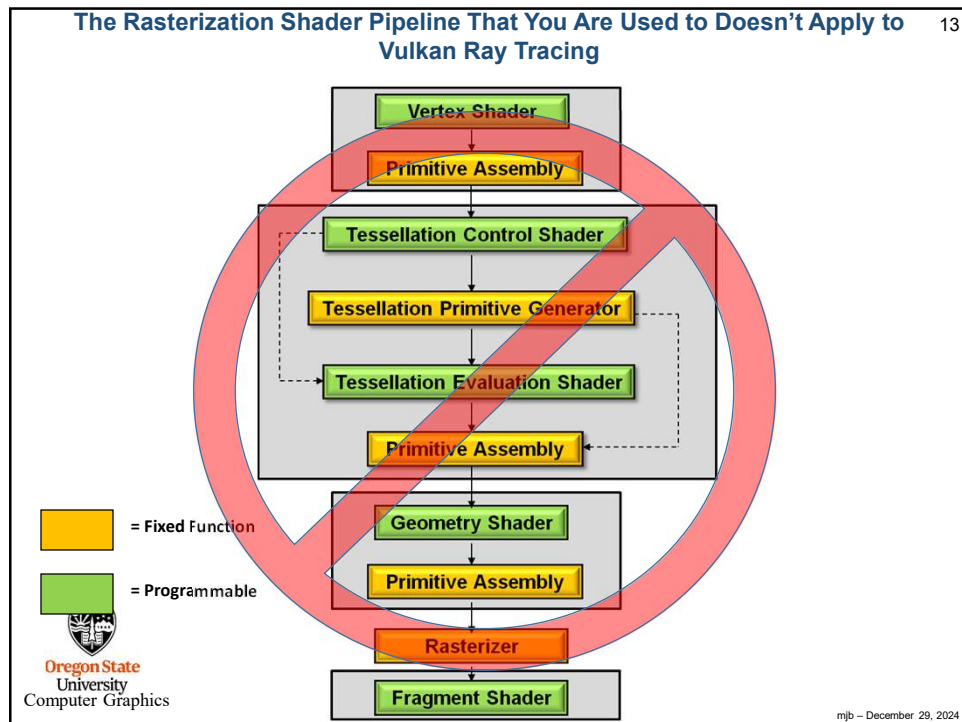 The Rasterization Shader Pipeline That You Are Used to Doesn't Apply to
Vulkan Ray Tracing
13
Vertex Shader
Primitive Assembly
Tessellation Control Shader
Tessellation Primitive Generator
Tessellation Evaluation Shader
Primitive Assembly
Geometry Shader
Primitive Assembly
Rasterizer
Fragment Shader
= Fixed Function
= Programmable
Oregon State
University
Computer Graphics
mjb – December 29, 2024